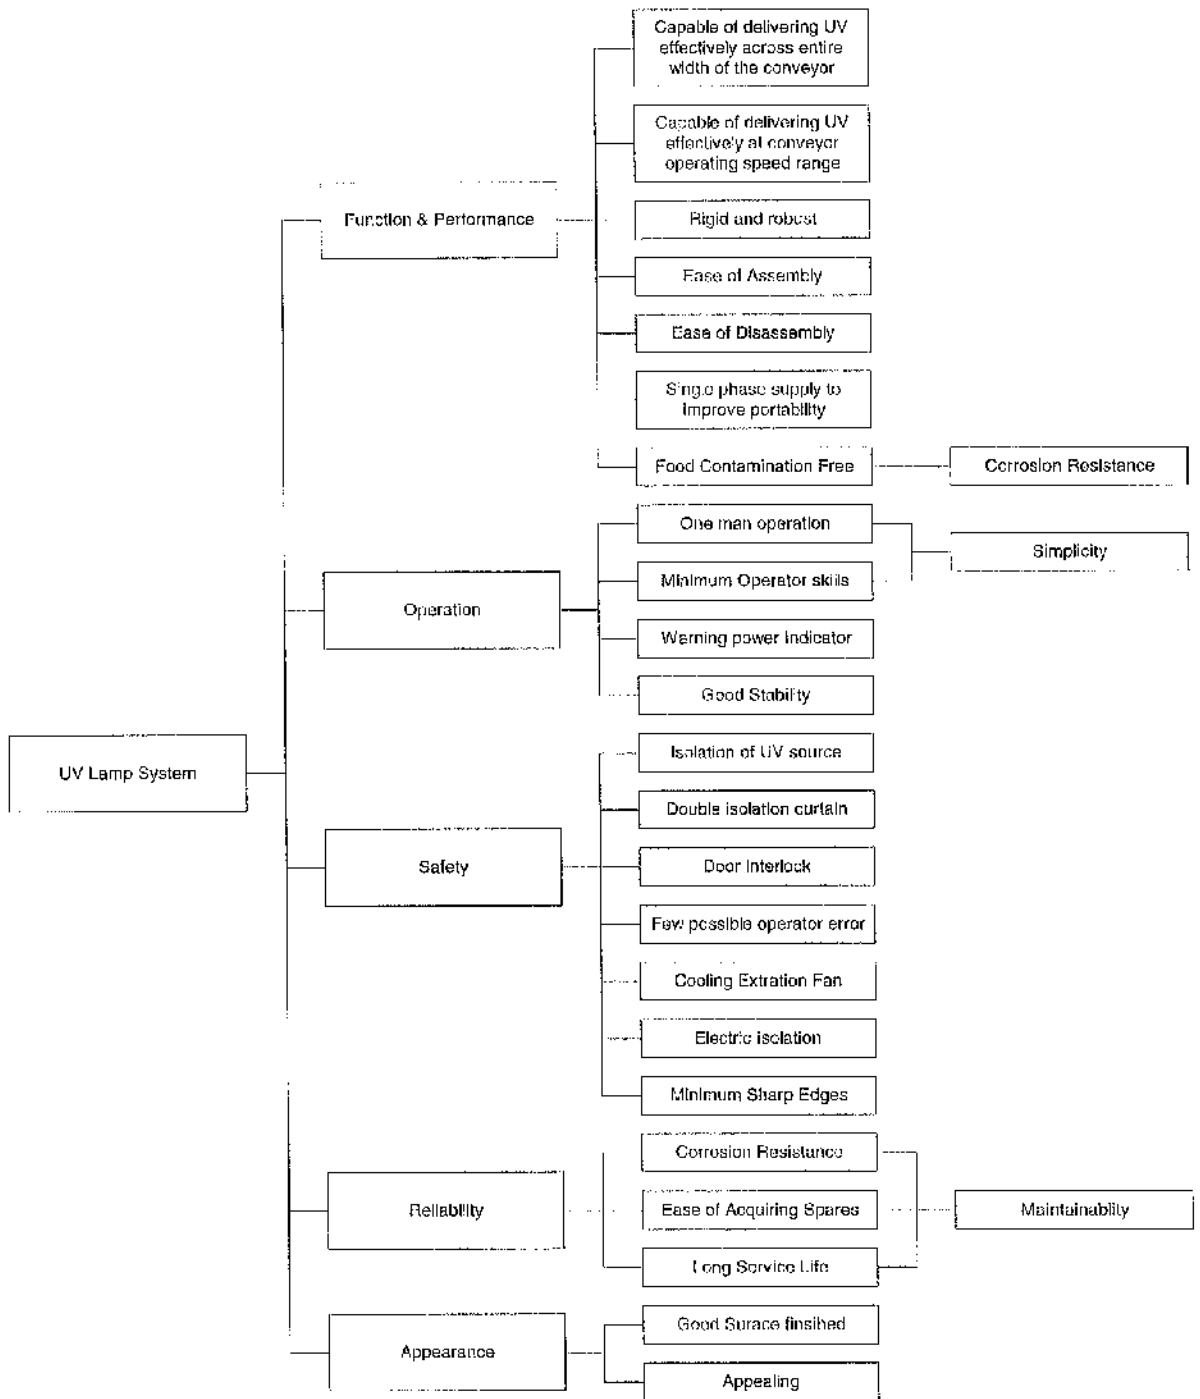 Capable of delivering UV
effectively across entire
width of the conveyor
Capable of delivering UV
effectively at conveyor
operating speed range
Function & Performance
Rigid and robust
Ease of Assembly
Ease of Disassembly
Single phase supply to
improve portability
Food Contamination Free
Corrosion Resistance
One man operation
Simplicity
Minimum Operator skills
Operation
Warning power Indicator
Good Stability
UV Lamp System
Isolation of UV source
Double isolation curtain
Safety
Door Interlock
Few possible operator error
Cooling Extration Fan
Electric isolation
Minimum Sharp Edges
Corrosion Resistance
Reliability
Ease of Acquiring Spares
Maintainablity
Long Service Life
Good Surace finsihed
Appearance
Appealing